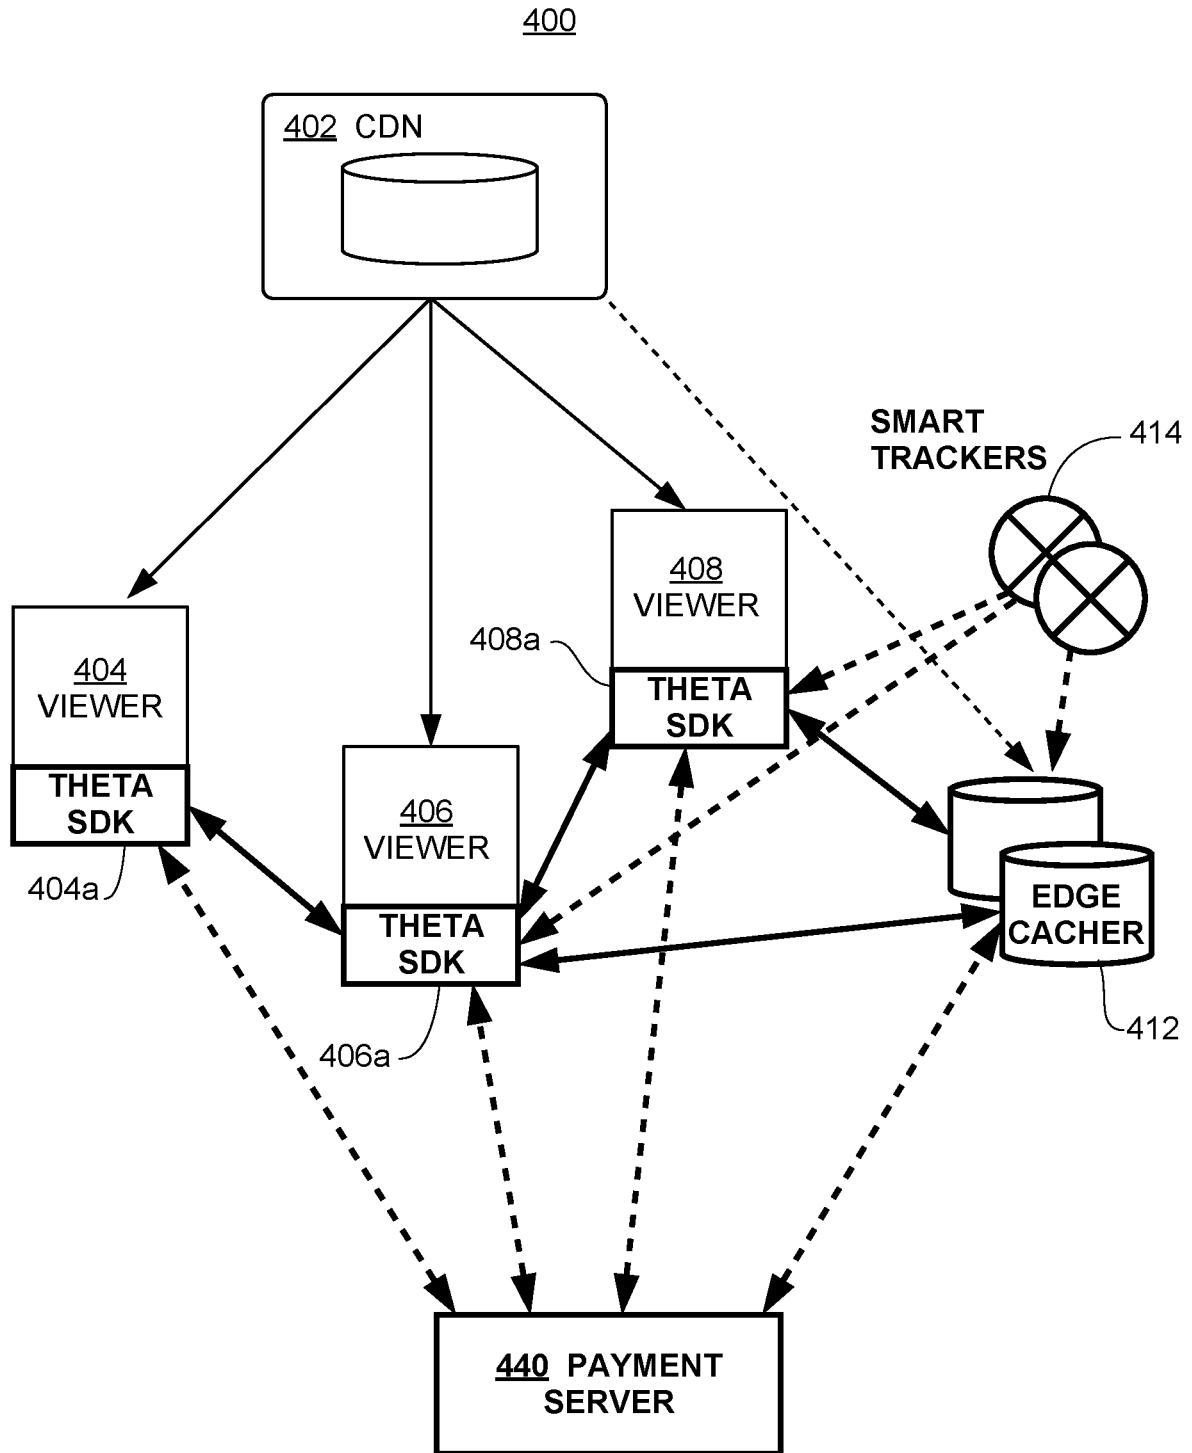 400
402 CDN
SMART
TRACKERS
414
408
VIEWER
408a
THETA
SDK
404
VIEWER
THETA
SDK
404a
406
VIEWER
THETA
SDK
406a
EDGE
CACHER
412
440 PAYMENT
SERVER